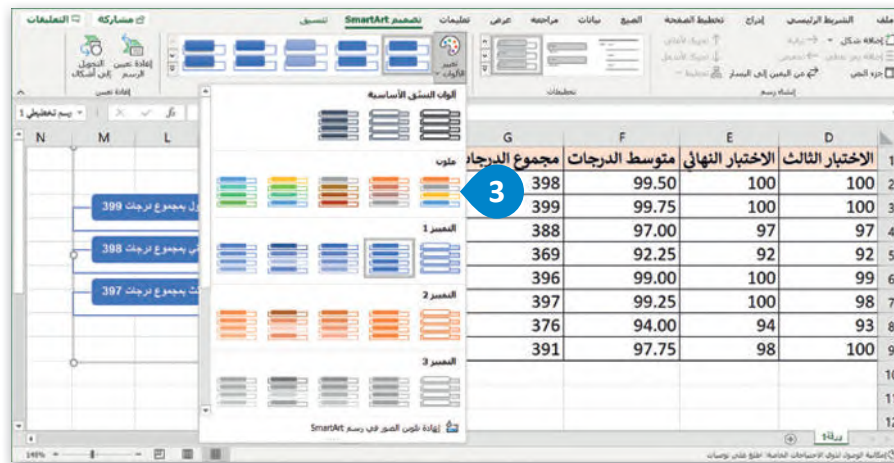 ملف الشريط الرئيسي إدراج تخطيط الصفحة الصيغ بيانات مراجعة عرض تعليمات تصميم SmartArt تنسيق مشاركة التعليقات
إضافة شكل
جزء النص من اليمين إلى اليسار تخطيط
إنشاء رسم
تخطيطات
تغيير الألوان
إعادة تعيين الرسم
التحويل إلى أشكال
إعادة تعيين
رسم تخطيطي 1
fx
ألوان النسُق الأساسية
ملون
3
التمييز 1
التمييز 2
التمييز 3
إعادة تلوين الصور في رسم SmartArt
D E F G L M N
1 الاختبار الثالث الاختبار النهائي متوسط الدرجات مجموع الدرجات
2 100 100 99.50 398
3 100 100 99.75 399
4 97 97 97.00 388
5 92 92 92.25 369
6 99 100 99.00 396
7 98 100 99.25 397
8 93 94 94.00 376
9 100 98 97.75 391
10
11
12
بمجموع درجات 399
بمجموع درجات 398
بمجموع درجات 397
ورقة1